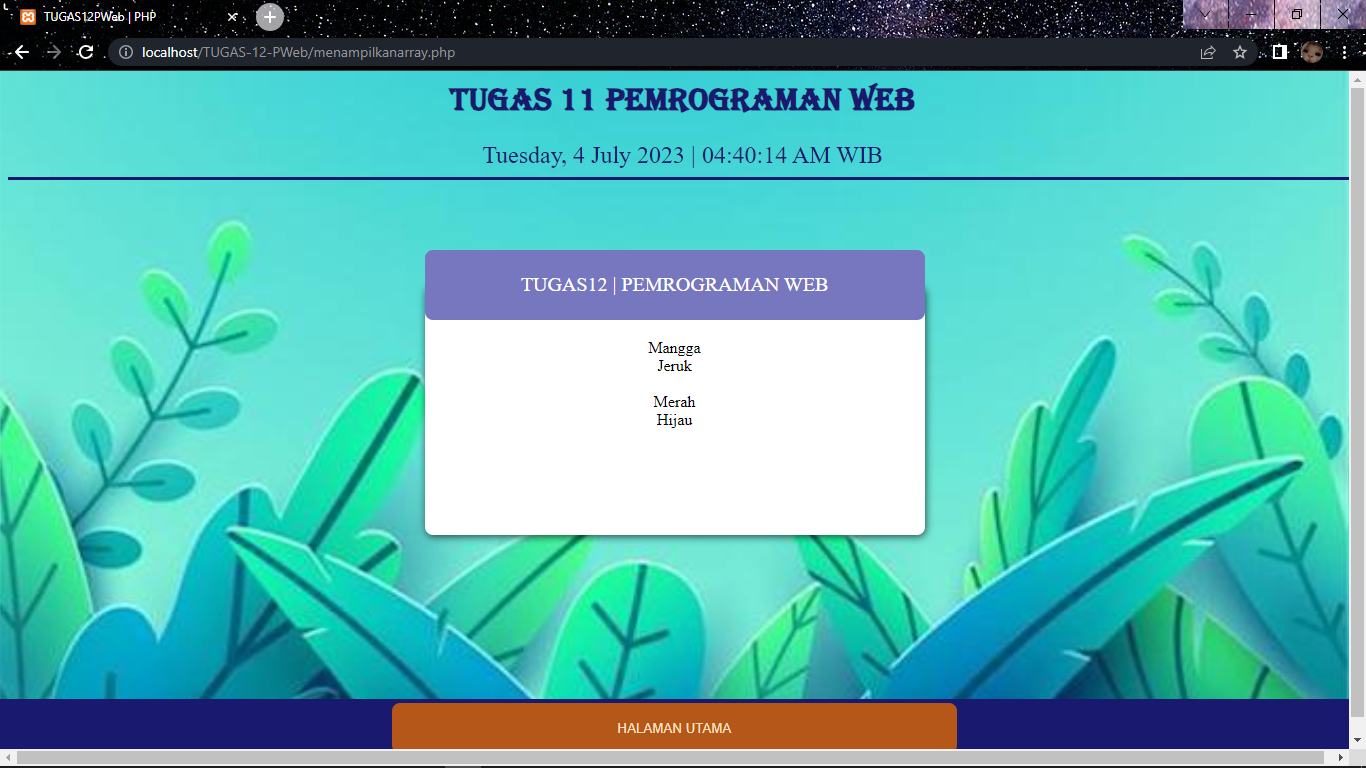 TUGAS12PWeb | PHP
localhost/TUGAS-12-PWeb/menampilkanarray.php
TUGAS 11 PEMROGRAMAN WEB
Tuesday, 4 July 2023 | 04:40:14 AM WIB
TUGAS12 | PEMROGRAMAN WEB
Mangga
Jeruk
Merah
Hijau
HALAMAN UTAMA